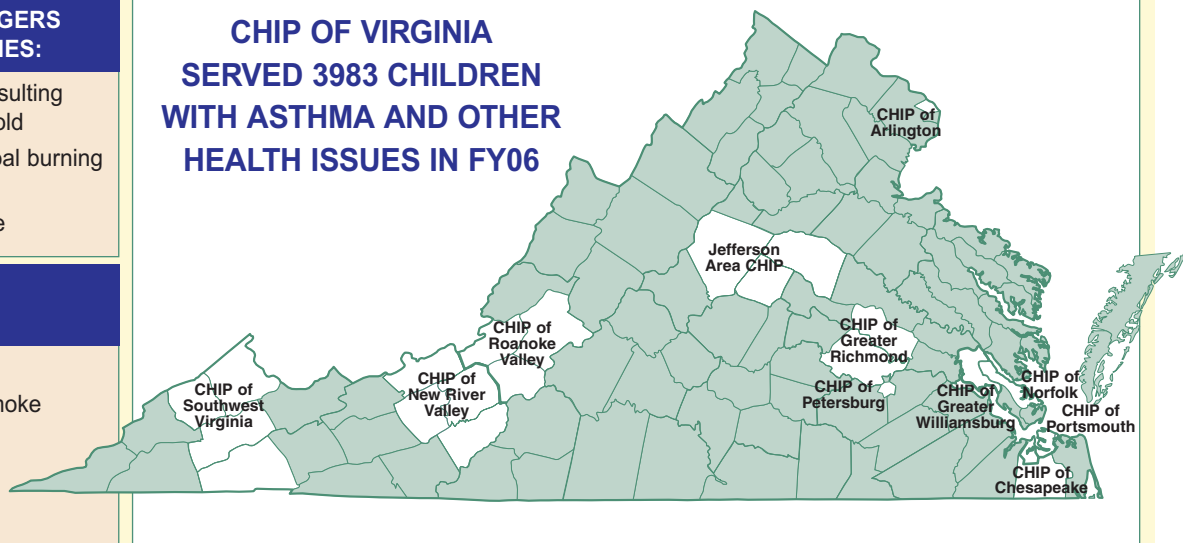 GERS
IES:
sulting
old
oal burning
e
noke
CHIP OF VIRGINIA
SERVED 3983 CHILDREN
WITH ASTHMA AND OTHER
HEALTH ISSUES IN FY06
CHIP of
Arlington
Jefferson
Area CHIP
CHIP of
Roanoke
Valley
CHIP of
Greater
Richmond
CHIP of
New River
Valley
CHIP of
Southwest
Virginia
CHIP of
Petersburg
CHIP of
Greater
Williamsburg
CHIP of
Norfolk
CHIP of
Portsmouth
CHIP of
Chesapeake